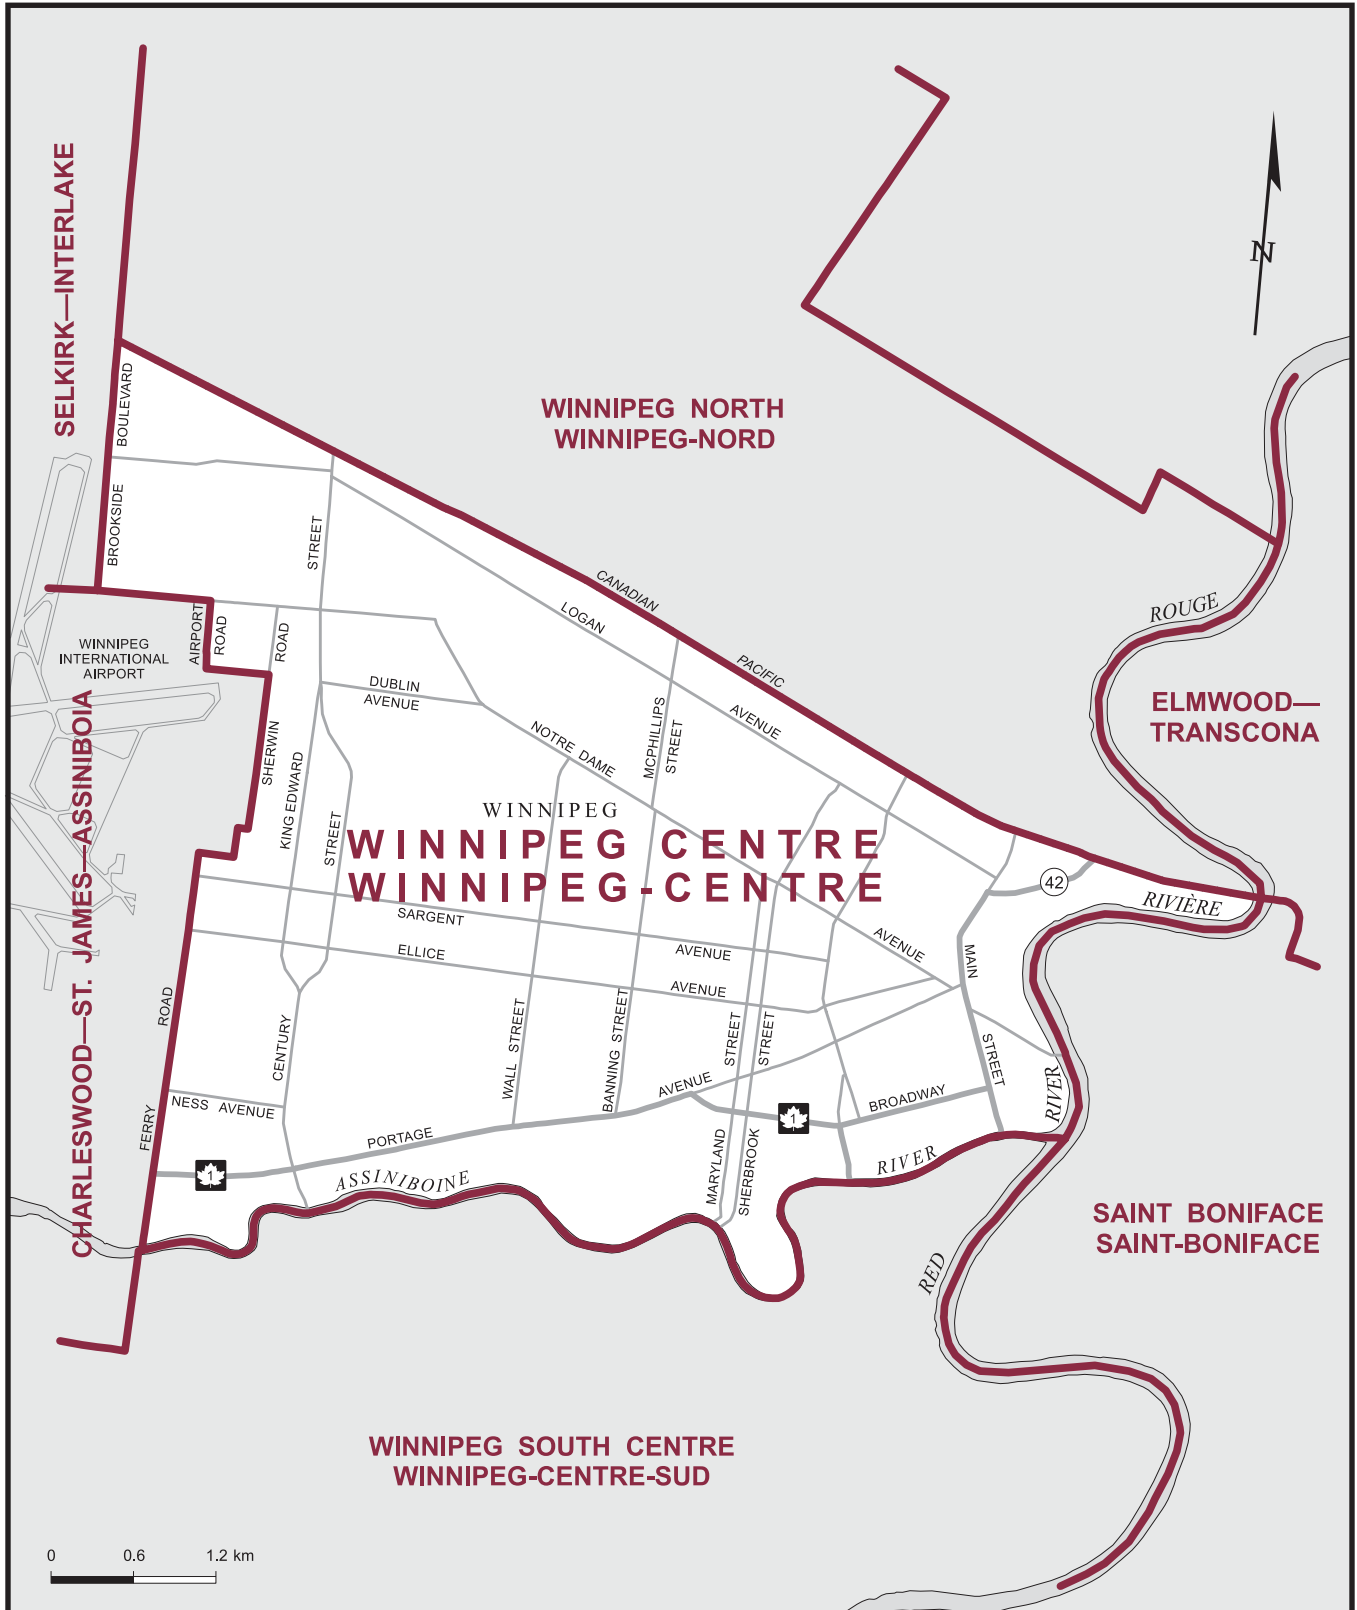 SELKIRK—INTERLAKE
N
WINNIPEG NORTH
WINNIPEG-NORD
BOULEVARD
BROOKSIDE
STREET
CANADIAN
PACIFIC
LOGAN
AVENUE
ROUGE
AIRPORT
ROAD
ROAD
WINNIPEG
INTERNATIONAL
AIRPORT
DUBLIN
AVENUE
NOTRE DAME
AVENUE
MCPHILLIPS
STREET
ELMWOOD—
TRANSCONA
SHERWIN
KING EDWARD
STREET
WINNIPEG
WINNIPEG CENTRE
WINNIPEG-CENTRE
42
RIVIÈRE
CHARLESWOOD—ST. JAMES—ASSINIBOIA
SARGENT
AVENUE
ELLICE
AVENUE
MAIN
STREET
ROAD
FERRY
CENTURY
WALL STREET
BANNING STREET
STREET
STREET
NESS AVENUE
AVENUE
PORTAGE
1
1
BROADWAY
RIVER
MARYLAND
SHERBROOK
ASSINIBOINE
RIVER
RED
SAINT BONIFACE
SAINT-BONIFACE
WINNIPEG SOUTH CENTRE
WINNIPEG-CENTRE-SUD
0 0.6 1.2 km